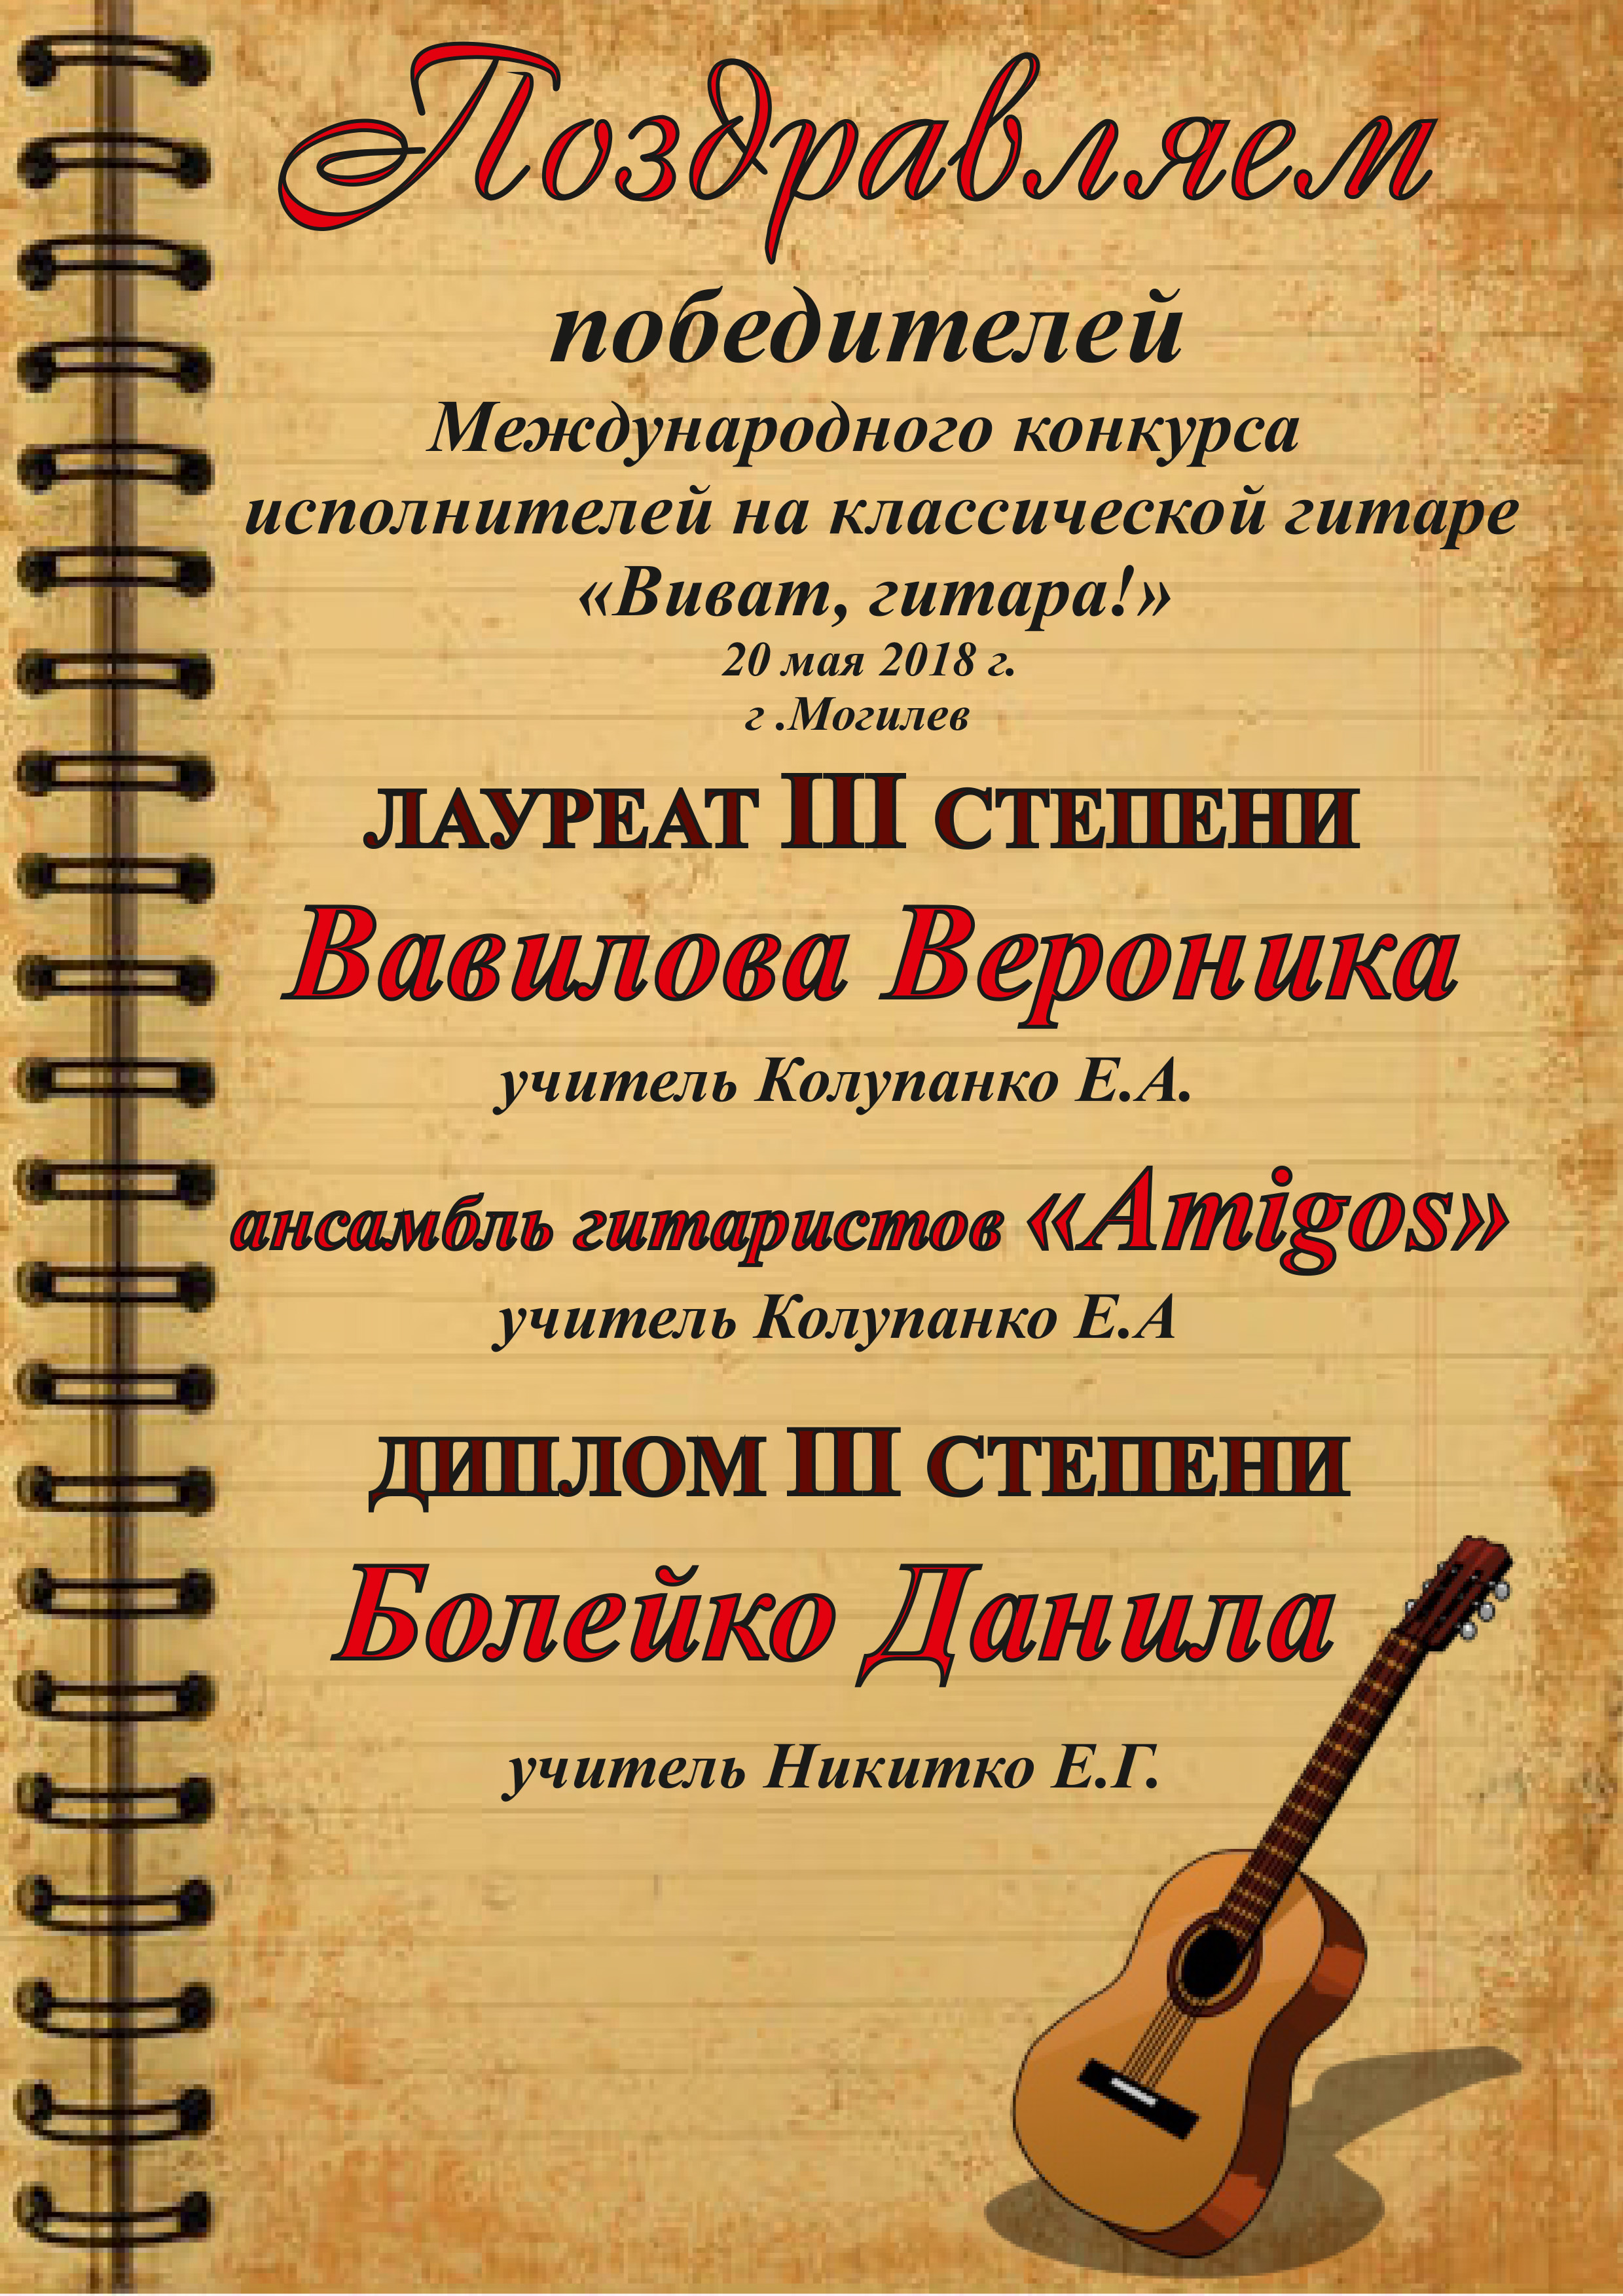 Поздравляем
победителей
Международного конкурса
исполнителей на классической гитаре
«Виват, гитара!»
20 мая 2018 г.
г .Могилев
ЛАУРЕАТ III СТЕПЕНИ
Вавилова Вероника
учитель Колупанко Е.А.
ансамбль гитаристов «Amigos»
учитель Колупанко Е.А
ДИПЛОМ III СТЕПЕНИ
Болейко Данила
учитель Никитко Е.Г.